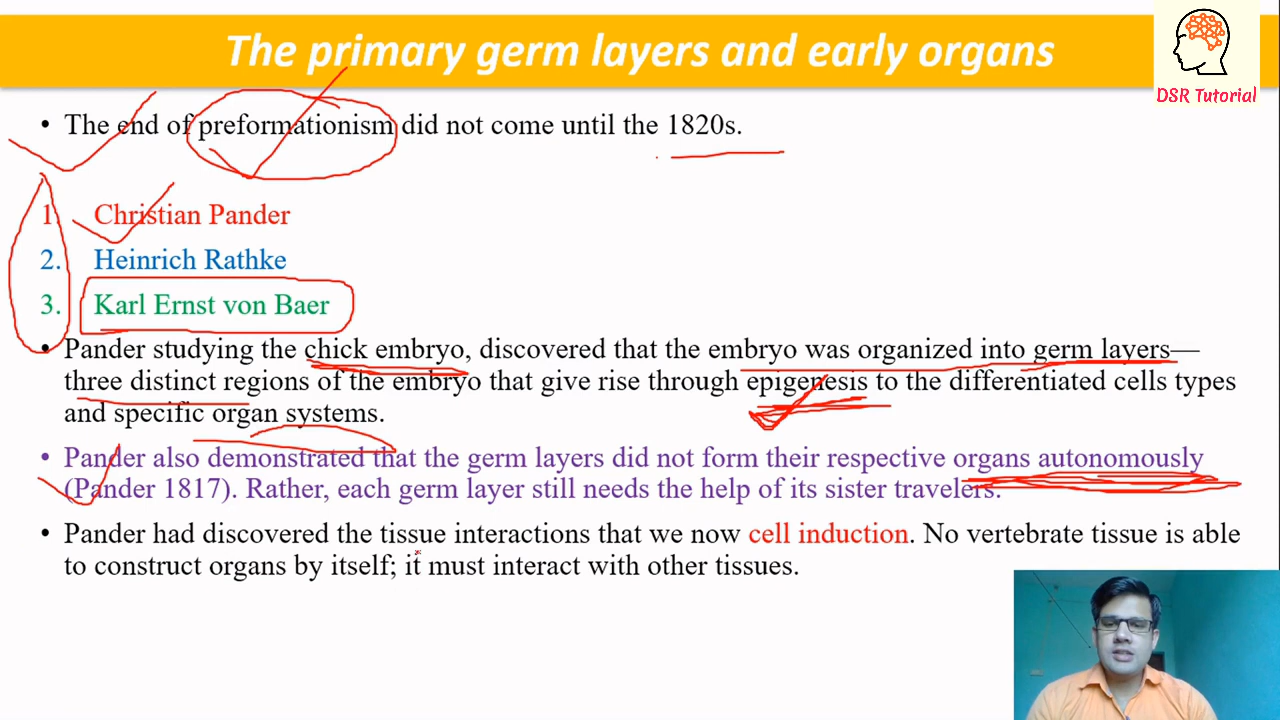 The primary germ layers and early organs
DSR Tutorial
• The end of preformationism did not come until the 1820s.
1. Christian Pander
2. Heinrich Rathke
3. Karl Ernst von Baer
• Pander studying the chick embryo, discovered that the embryo was organized into germ layers—
three distinct regions of the embryo that give rise through epigenesis to the differentiated cells types
and specific organ systems.
• Pander also demonstrated that the germ layers did not form their respective organs autonomously
(Pander 1817). Rather, each germ layer still needs the help of its sister travelers.
• Pander had discovered the tissue interactions that we now cell induction. No vertebrate tissue is able
to construct organs by itself; it must interact with other tissues.